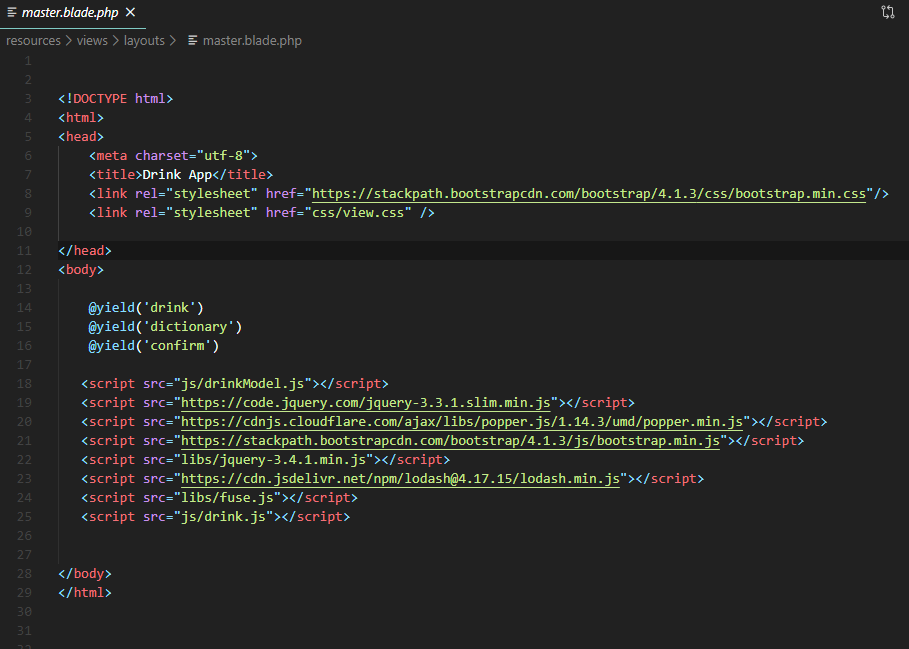 master.blade.php ×
resources > views > layouts > master.blade.php
1
2
3 <!DOCTYPE html>
4 <html>
5 <head>
6     <meta charset="utf-8">
7     <title>Drink App</title>
8     <link rel="stylesheet" href="https://stackpath.bootstrapcdn.com/bootstrap/4.1.3/css/bootstrap.min.css"/>
9     <link rel="stylesheet" href="css/view.css" />
10
11 </head>
12 <body>
13
14     @yield('drink')
15     @yield('dictionary')
16     @yield('confirm')
17
18    <script src="js/drinkModel.js"></script>
19    <script src="https://code.jquery.com/jquery-3.3.1.slim.min.js"></script>
20    <script src="https://cdnjs.cloudflare.com/ajax/libs/popper.js/1.14.3/umd/popper.min.js"></script>
21    <script src="https://stackpath.bootstrapcdn.com/bootstrap/4.1.3/js/bootstrap.min.js"></script>
22    <script src="libs/jquery-3.4.1.min.js"></script>
23    <script src="https://cdn.jsdelivr.net/npm/lodash@4.17.15/lodash.min.js"></script>
24    <script src="libs/fuse.js"></script>
25    <script src="js/drink.js"></script>
26
27
28 </body>
29 </html>
30
31